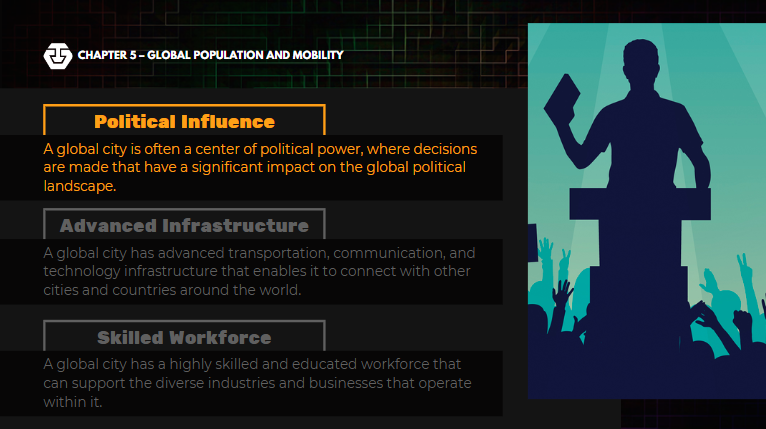 CHAPTER 5 – GLOBAL POPULATION AND MOBILITY
Political Influence
A global city is often a center of political power, where decisions
are made that have a significant impact on the global political
landscape.
Advanced Infrastructure
A global city has advanced transportation, communication, and
technology infrastructure that enables it to connect with other
cities and countries around the world.
Skilled Workforce
A global city has a highly skilled and educated workforce that
can support the diverse industries and businesses that operate
within it.